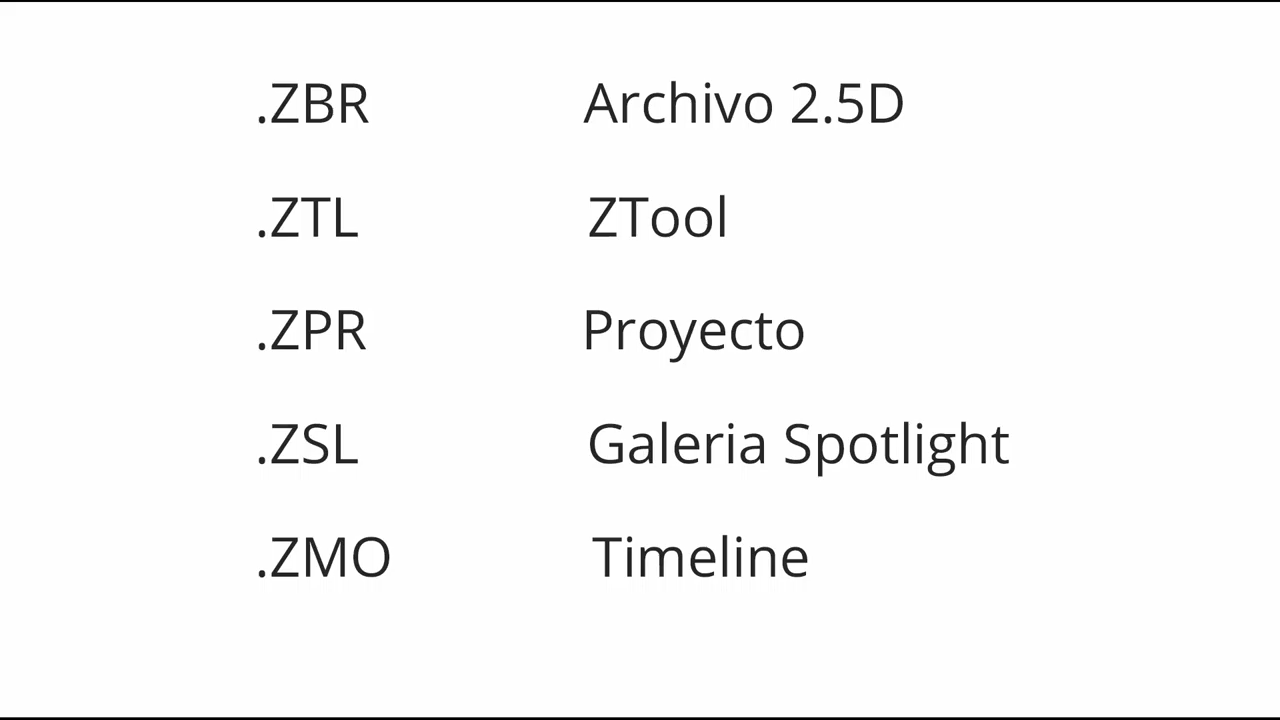 .ZBR Archivo 2.5D
.ZTL ZTool
.ZPR Proyecto
.ZSL Galeria Spotlight
.ZMO Timeline